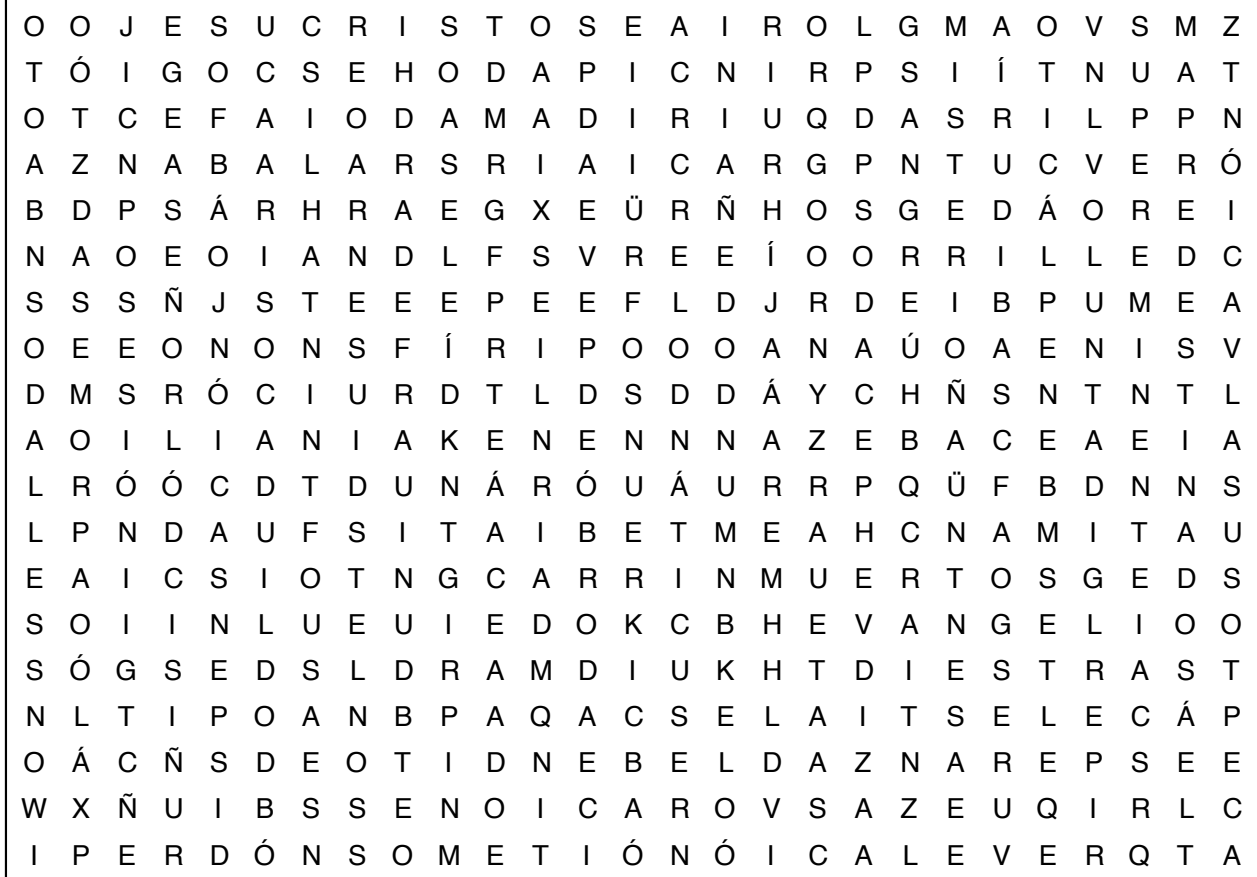 O O J E S U C R I S T O S E A I R O L G M A O V S M Z
T Ó I G O C S E H O D A P I C N I R P S I Í T N U A T
O T C E F A I O D A M A D I R I U Q D A S R I L P P N
A Z N A B A L A R S R I A I C A R G P N T U C V E R Ó
B D P S Á R H R A E G X E Ü R Ñ H O S G E D Á O R E I
N A O E O I A N D L F S V R E E Í O O R R I L L E D C
S S S Ñ J S T E E E P E E F L D J R D E I B P U M E A
O E E O N O N S F Í R I P O O O A N A Ú O A E N I S V
D M S R Ó C I U R D T L D S D D Á Y C H Ñ S N T N T L
A O I L I A N I A K E N E N N N A Z E B A C E A E I A
L R Ó Ó C D T D U N Á R Ó U Á U R R P Q Ü F B D N N S
L P N D A U F S I T A I B E T M E A H C N A M I T A U
E A I C S I O T N G C A R R I N M U E R T O S G E D S
S O I I N L U E U I E D O K C B H E V A N G E L I O O
S Ó G S E D S L D R A M D I U K H T D I E S T R A S T
N L T I P O A N B P A Q A C S E L A I T S E L E C Á P
O Á C Ñ S D E O T I D N E B E L D A Z N A R E P S E E
W X Ñ U I B S S E N O I C A R O V S A Z E U Q I R L C
I P E R D Ó N S O M E T I Ó N Ó I C A L E V E R Q T A